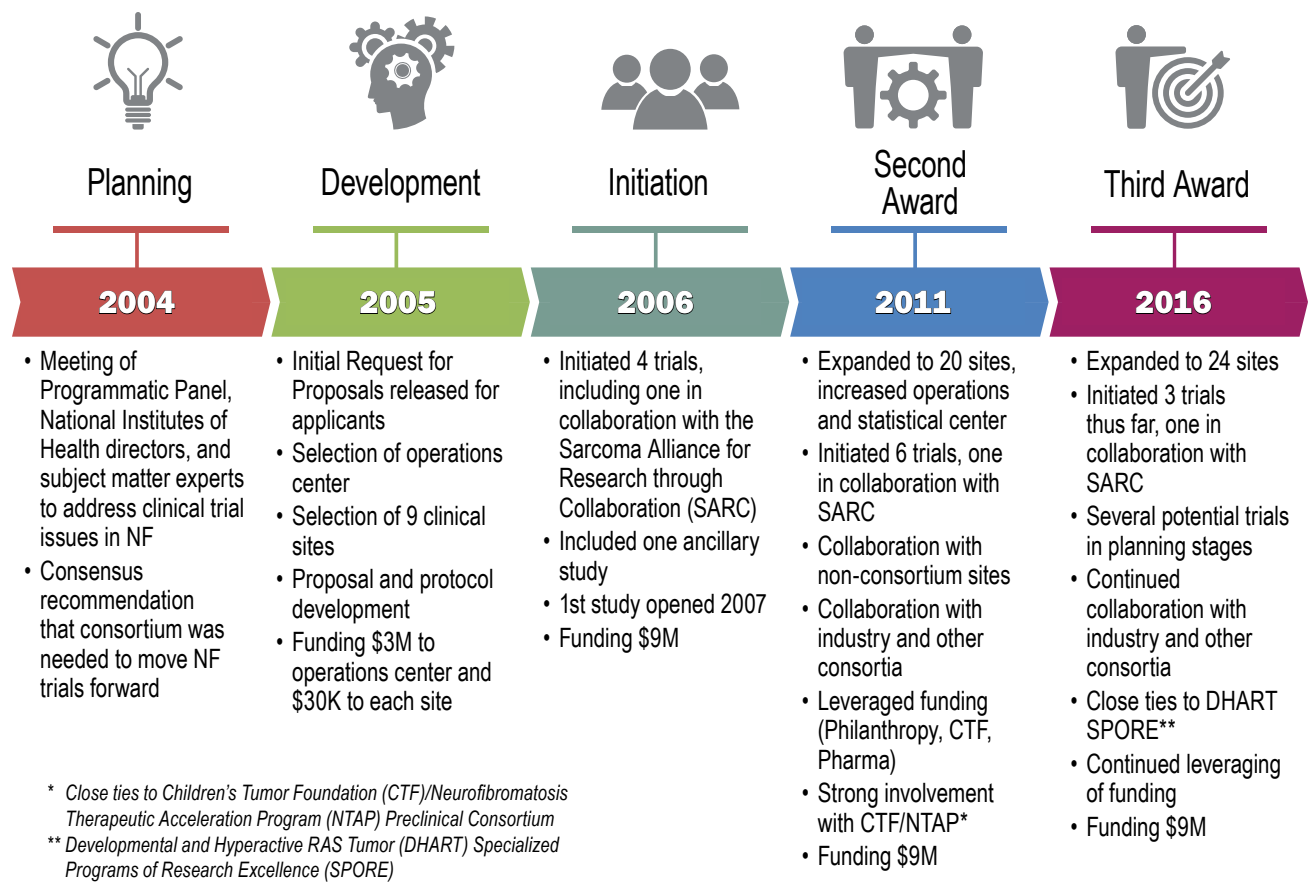 Planning
Development
Initiation
Second
Award
Third Award
2004
2005
2006
2011
2016
• Meeting of
Programmatic Panel,
National Institutes of
Health directors, and
subject matter experts
to address clinical trial
issues in NF
• Consensus
recommendation
that consortium was
needed to move NF
trials forward
• Initial Request for
Proposals released for
applicants
• Selection of operations
center
• Selection of 9 clinical
sites
• Proposal and protocol
development
• Funding $3M to
operations center and
$30K to each site
• Initiated 4 trials,
including one in
collaboration with the
Sarcoma Alliance for
Research through
Collaboration (SARC)
• Included one ancillary
study
• 1st study opened 2007
• Funding $9M
• Expanded to 20 sites,
increased operations
and statistical center
• Initiated 6 trials, one
in collaboration with
SARC
• Collaboration with
non-consortium sites
• Collaboration with
industry and other
consortia
• Leveraged funding
(Philanthropy, CTF,
Pharma)
• Strong involvement
with CTF/NTAP*
• Funding $9M
• Expanded to 24 sites
• Initiated 3 trials
thus far, one in
collaboration with
SARC
• Several potential trials
in planning stages
• Continued
collaboration with
industry and other
consortia
• Close ties to DHART
SPORE**
• Continued leveraging
of funding
• Funding $9M
* Close ties to Children’s Tumor Foundation (CTF)/Neurofibromatosis
Therapeutic Acceleration Program (NTAP) Preclinical Consortium
** Developmental and Hyperactive RAS Tumor (DHART) Specialized
Programs of Research Excellence (SPORE)